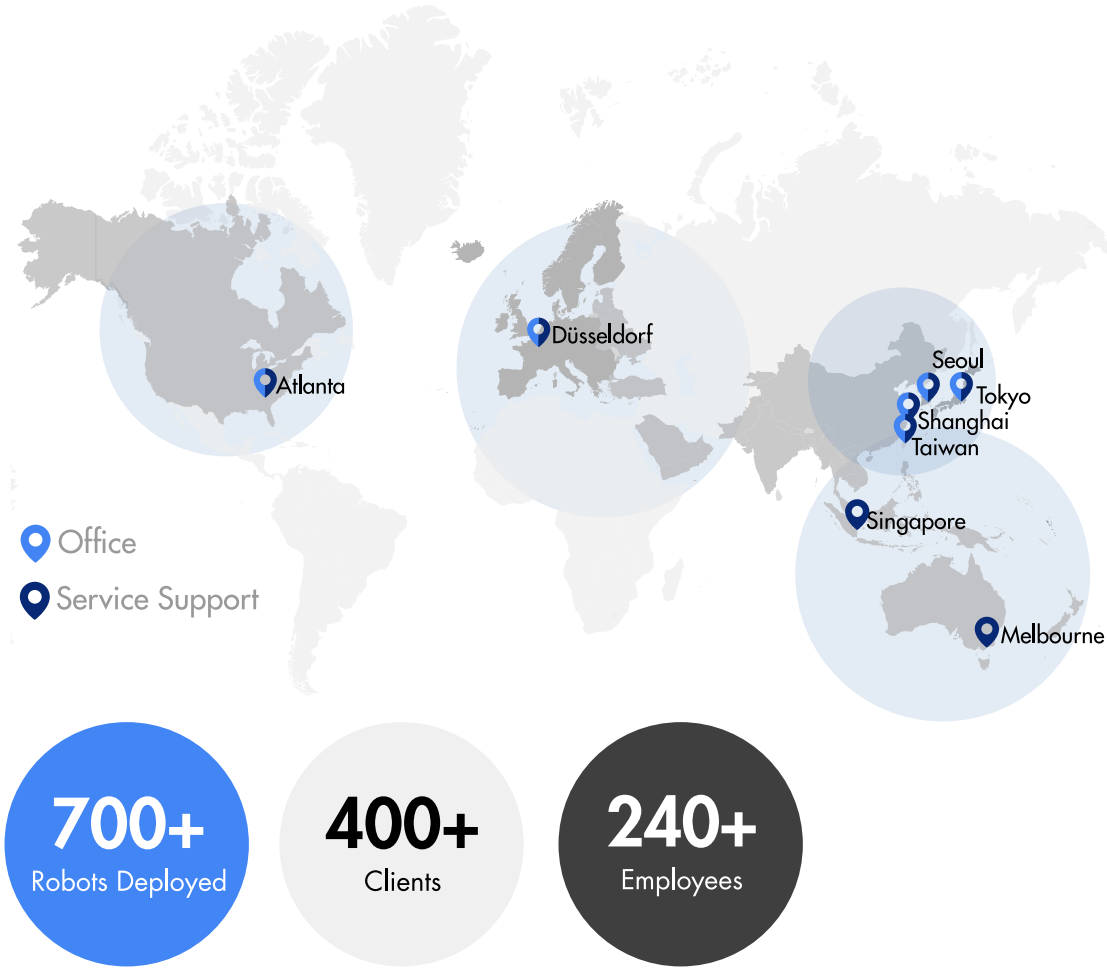 Seoul
Düsseldorf
Atlanta
Tokyo
Shanghai
Taiwan
Singapore
Office
Service Support
Melbourne
700+
Robots Deployed
400+
Clients
240+
Employees